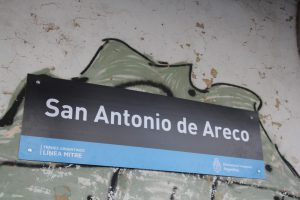 San Antonio de Areco
TRENES ARGENTINOS
LÍNEA MITRE